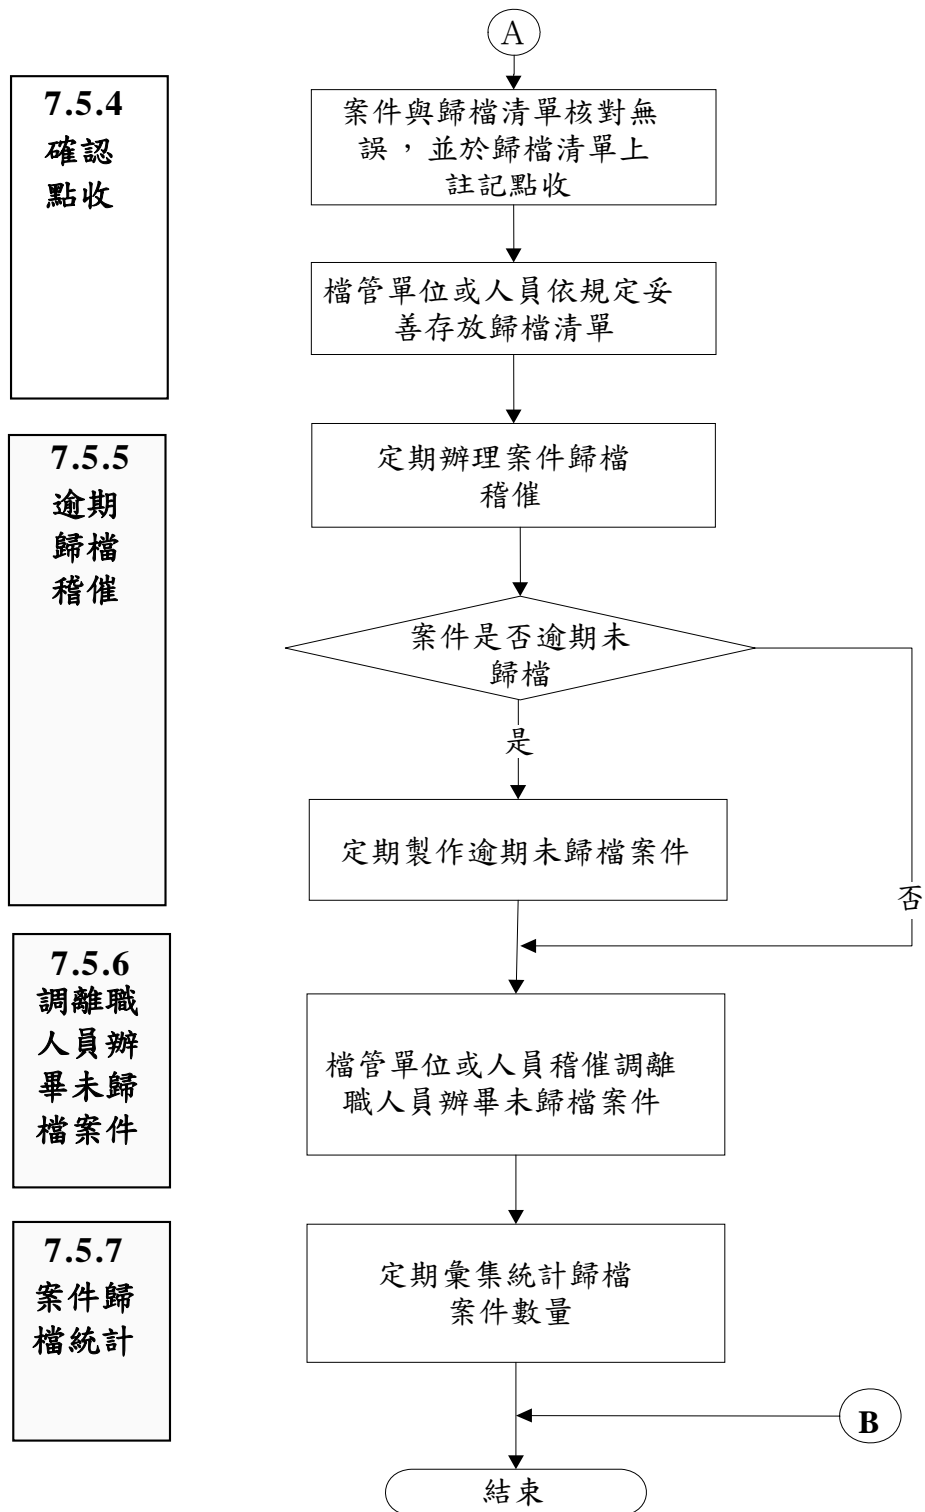 A
7.5.4
確認
點收
案件與歸檔清單核對無
誤，並於歸檔清單上
註記點收
檔管單位或人員依規定妥
善存放歸檔清單
7.5.5
逾期
歸檔
稽催
定期辦理案件歸檔
稽催
案件是否逾期未
歸檔
是
定期製作逾期未歸檔案件
否
7.5.6
調離職
人員辦
畢未歸
檔案件
檔管單位或人員稽催調離
職人員辦畢未歸檔案件
7.5.7
案件歸
檔統計
定期彙集統計歸檔
案件數量
B
結束